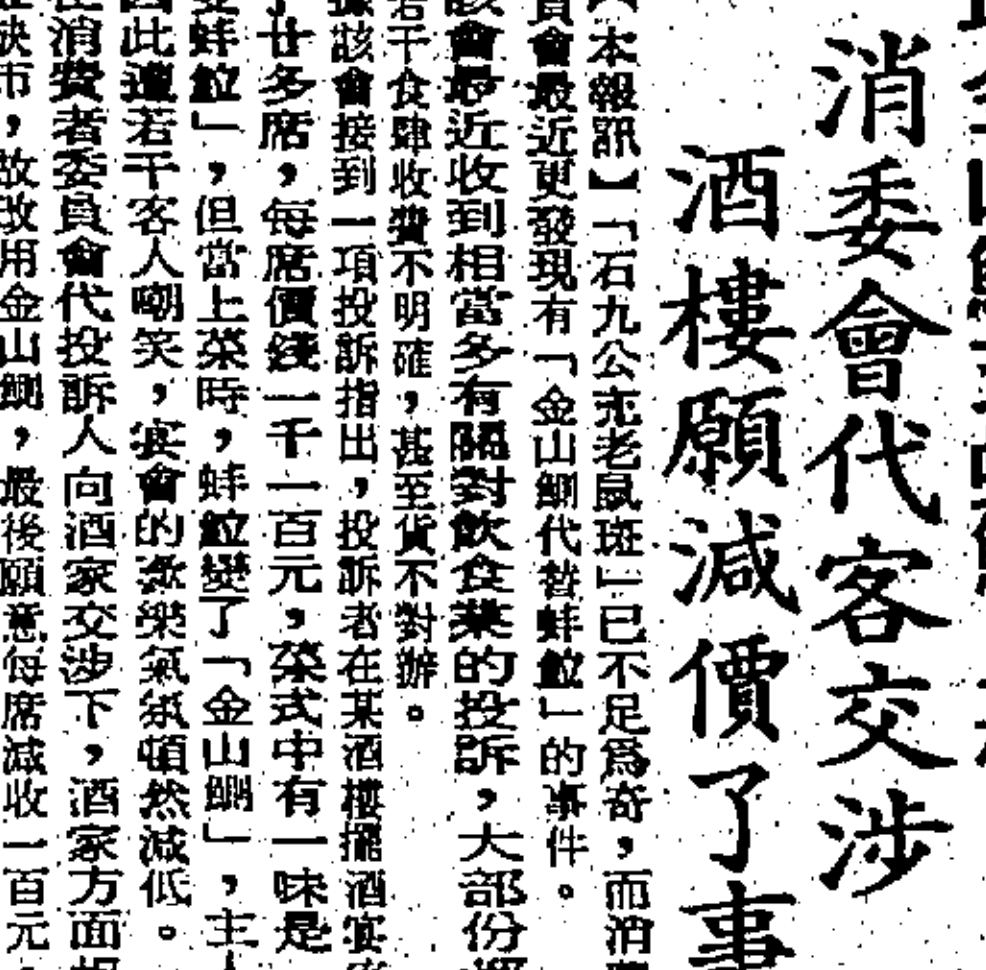 消委會代客交涉
酒樓願減價了事
【本報訊】「石九公充老鼠斑」已不足為奇，而消
員會最近更發現有「金山鰂代替蚌蚾」的事件。
該會最近收到相當多有關對飲食業的投訴，大部份
若干食肆收費不明確，甚至貨不對辦。
據該會接到一項投訴指出，投訴者在某酒樓擺酒宴
了廿多席，每席價錢一千一百元，菜式中有一味是
」，但當上菜時，蚌變了「金山鰂」，主
因此遭若干客人嘲笑，宴會的歡樂氣氛頓然減低。
在消費者委員會代投訴人向酒家交涉下，酒家方面
缺市，故改用金山鰂，最後願意每席減收一百元